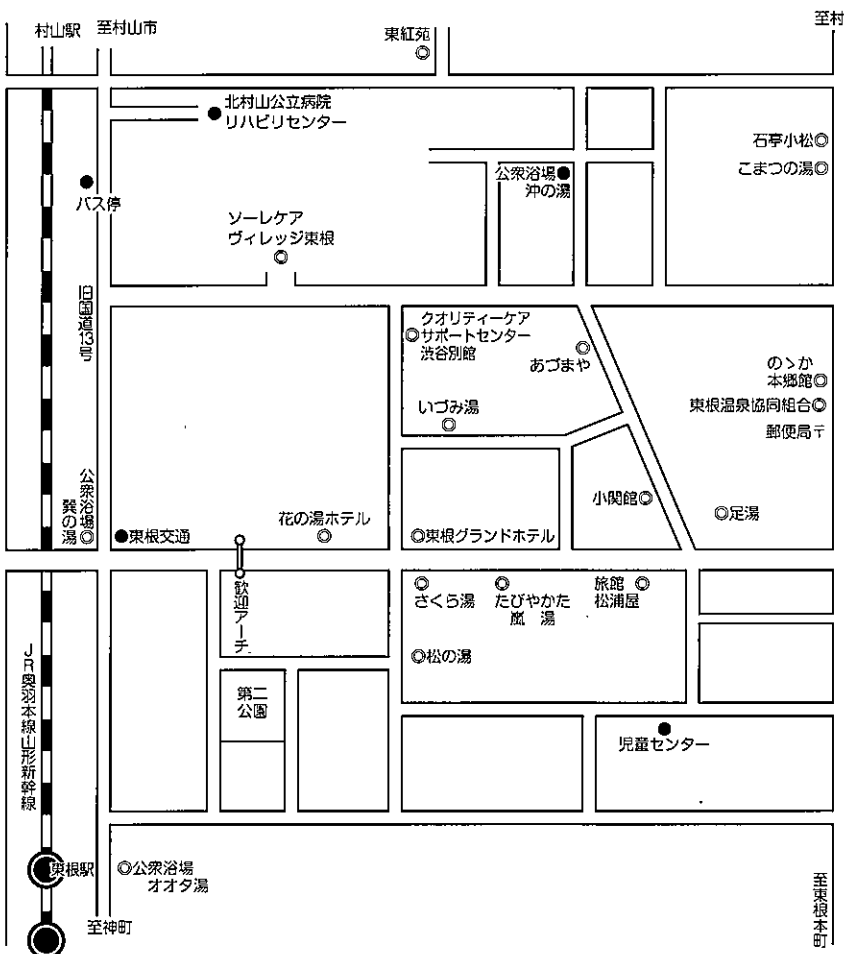 村山駅
至村山市
東紅苑
至村
北村山公立病院
リハビリセンター
石亭小松
こまつの湯
公衆浴場
沖の湯
バス停
ソーレケア
ヴィレッジ東根
旧国道13号
クオリティーケア
サポートセンター
渋谷別館
あづまや
のゝか
本郷館
いづみ湯
東根温泉協同組合
郵便局〒
公衆浴場
巽の湯
小関館
足湯
東根交通
花の湯ホテル
東根グランドホテル
歓迎アーチ
さくら湯
たびやかた
嵐湯
旅館
松浦屋
松の湯
JR奥羽本線山形新幹線
第二
公園
児童センター
東根駅
公衆浴場
オオタ湯
至神町
至東根本町